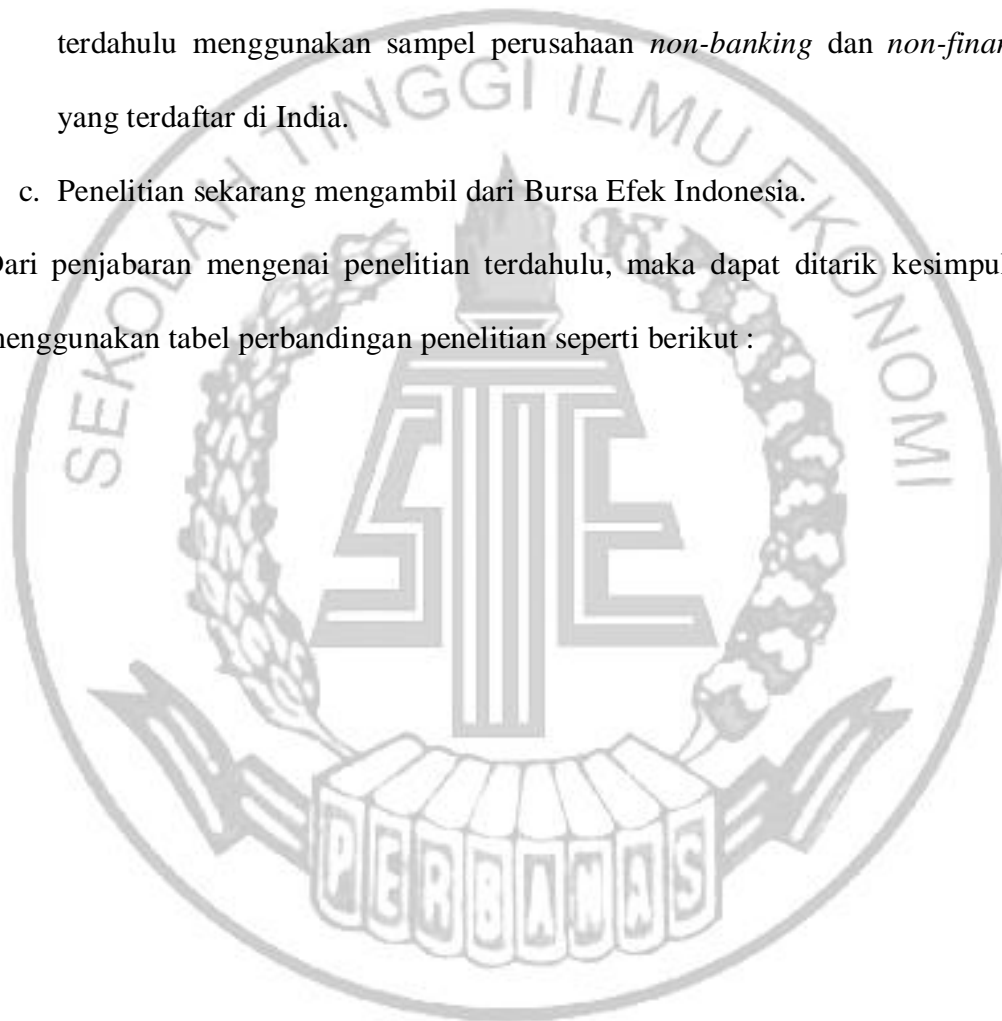 terdahulu menggunakan sampel perusahaan non-banking dan non-finan
yang terdaftar di India.
c. Penelitian sekarang mengambil dari Bursa Efek Indonesia.
Dari penjabaran mengenai penelitian terdahulu, maka dapat ditarik kesimpul
menggunakan tabel perbandingan penelitian seperti berikut :
SEKOLAH TINGGI ILMU EKONOMI
STIE
PERBANAS